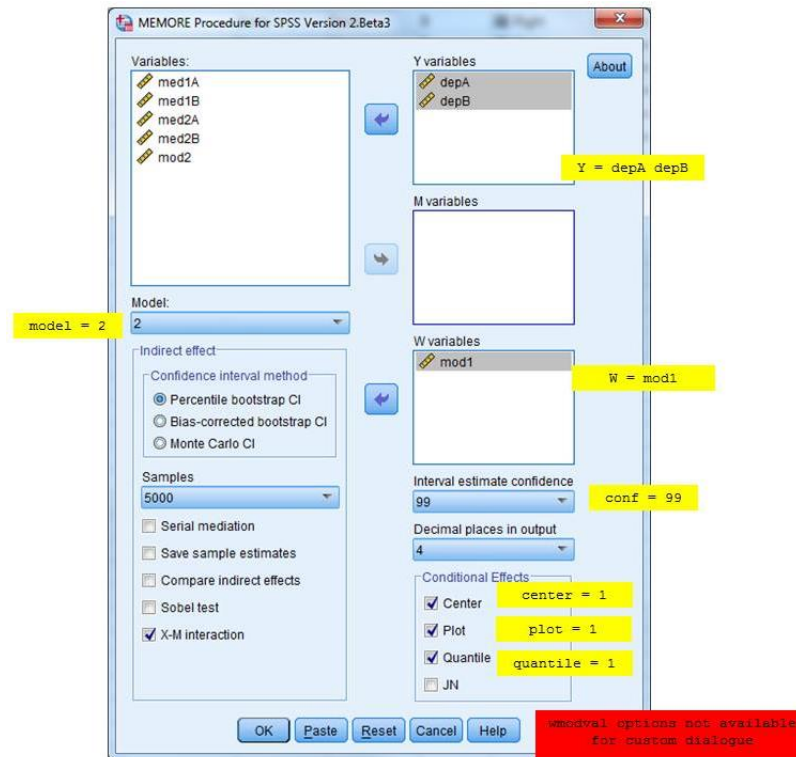 MEMORE Procedure for SPSS Version 2.Beta3
Variables:
med1A
med1B
med2A
med2B
mod2
Y variables
depA
depB
About
Y = depA depB
M variables
Model:
model = 2
2
W variables
mod1
W = mod1
Indirect effect
Confidence interval method
Percentile bootstrap CI
Bias-corrected bootstrap CI
Monte Carlo CI
Samples
5000
Serial mediation
Save sample estimates
Compare indirect effects
Sobel test
X-M interaction
Interval estimate confidence
99
conf = 99
Decimal places in output
4
Conditional Effects
Center
center = 1
Plot
plot = 1
Quantile
quantile = 1
JN
OK
Paste
Reset
Cancel
Help
wmodval options not available
for custom dialogue